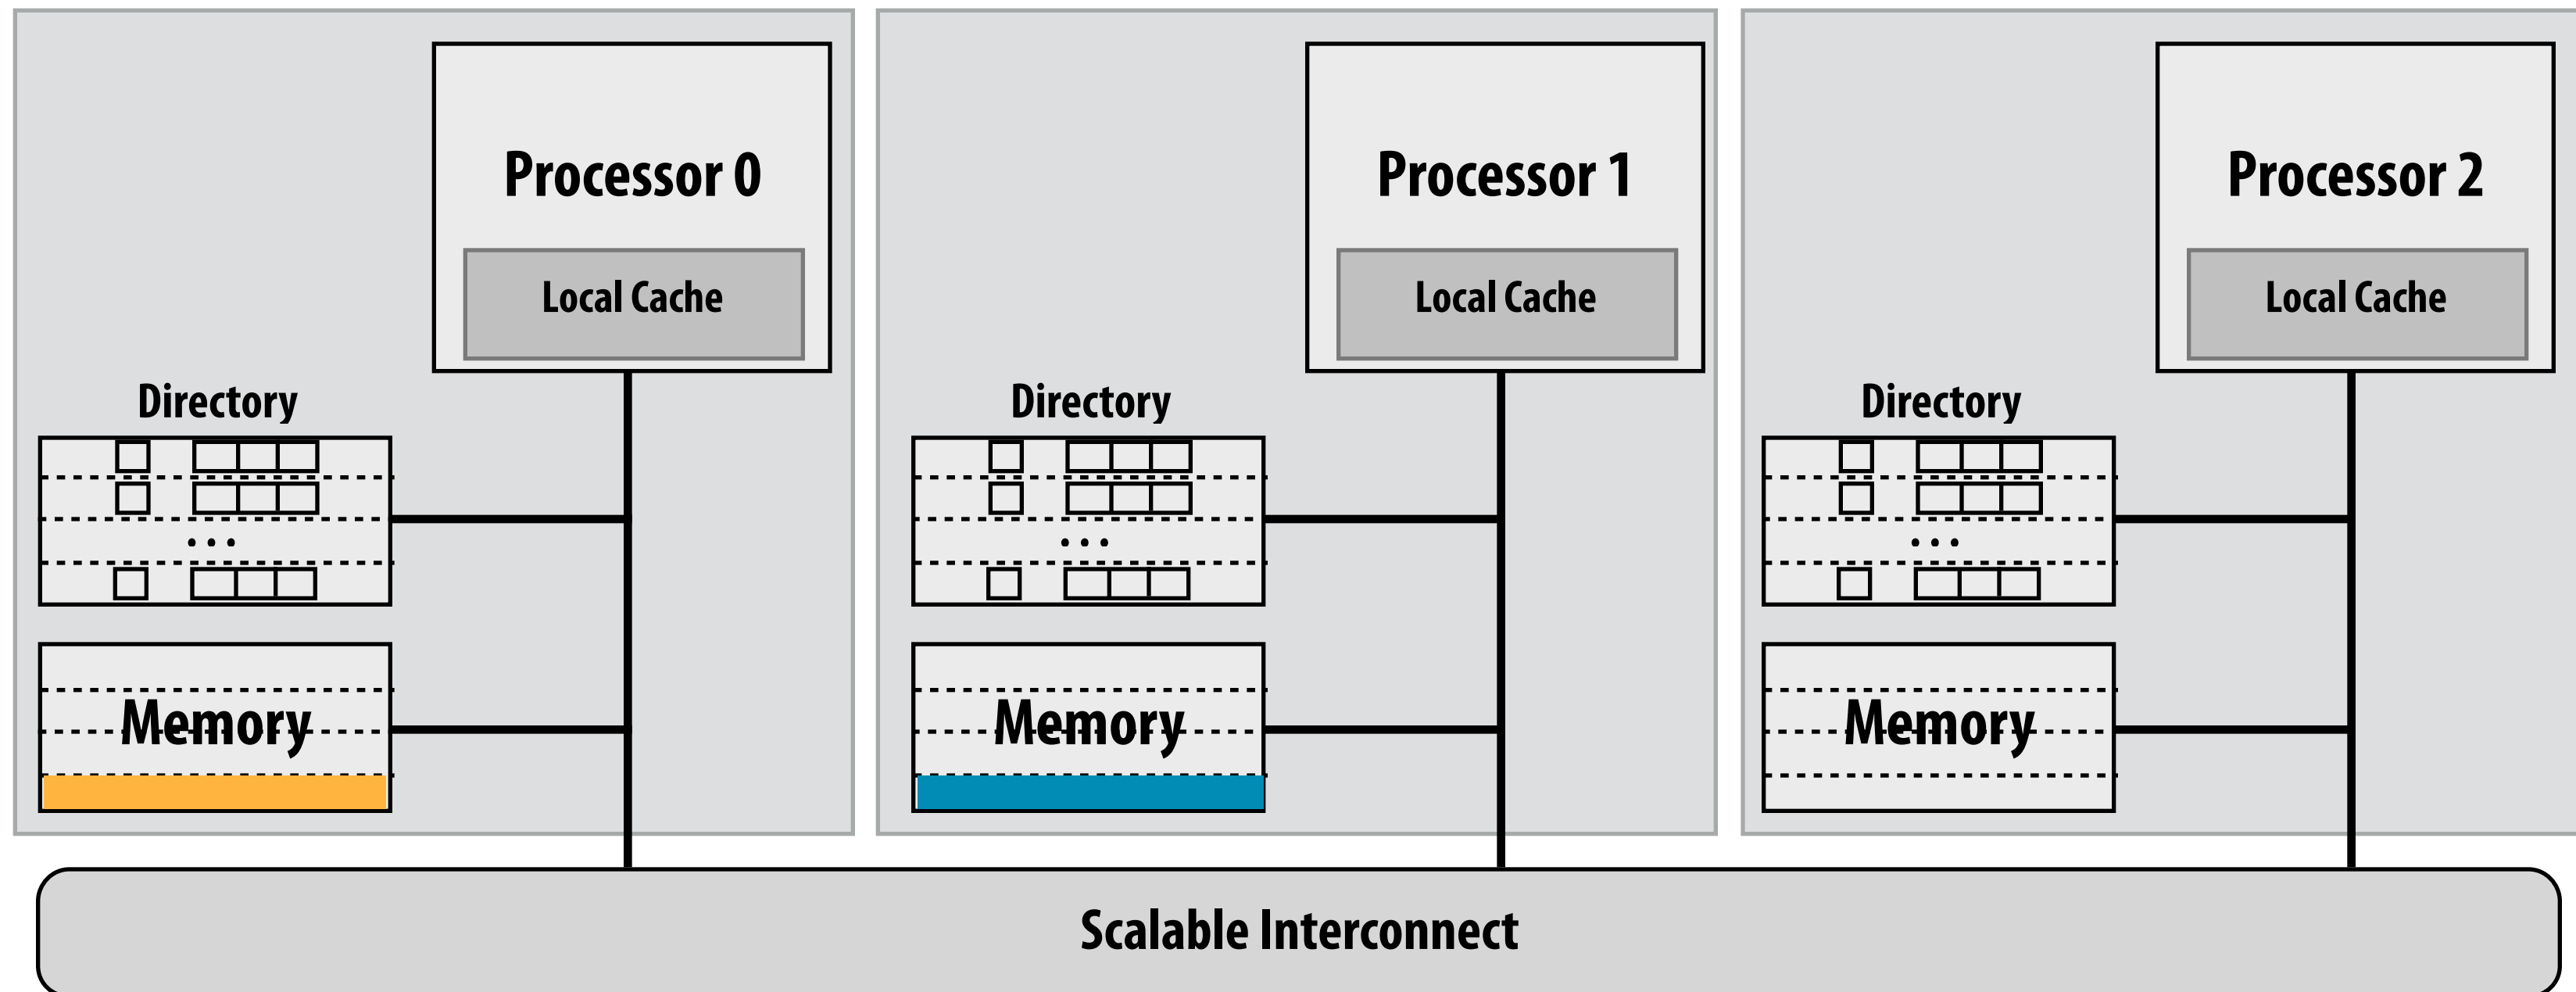 Processor 0
Processor 1
Processor 2
Local Cache
Local Cache
Local Cache
Directory
Directory
Directory
...
...
...
Memory
Memory
Memory
Scalable Interconnect